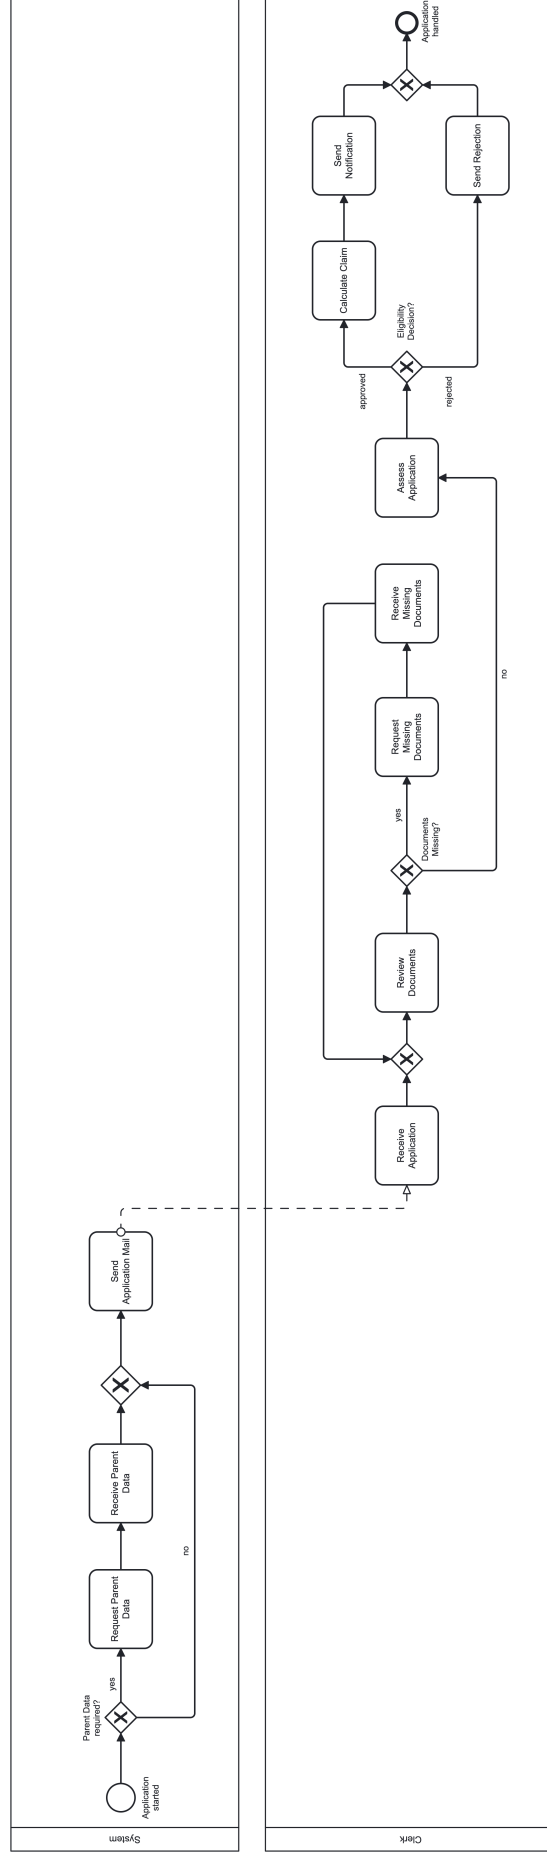 System
Application
started
Parent Data
required?
yes
no
Request Parent
Data
Receive Parent
Data
Send
Application Mail
Clerk
Receive
Application
Review
Documents
Documents
Missing?
yes
no
Request
Missing
Documents
Receive
Missing
Documents
Assess
Application
Eligibility
Decision?
approved
rejected
Calculate Claim
Send
Notification
Send Rejection
Application
handled